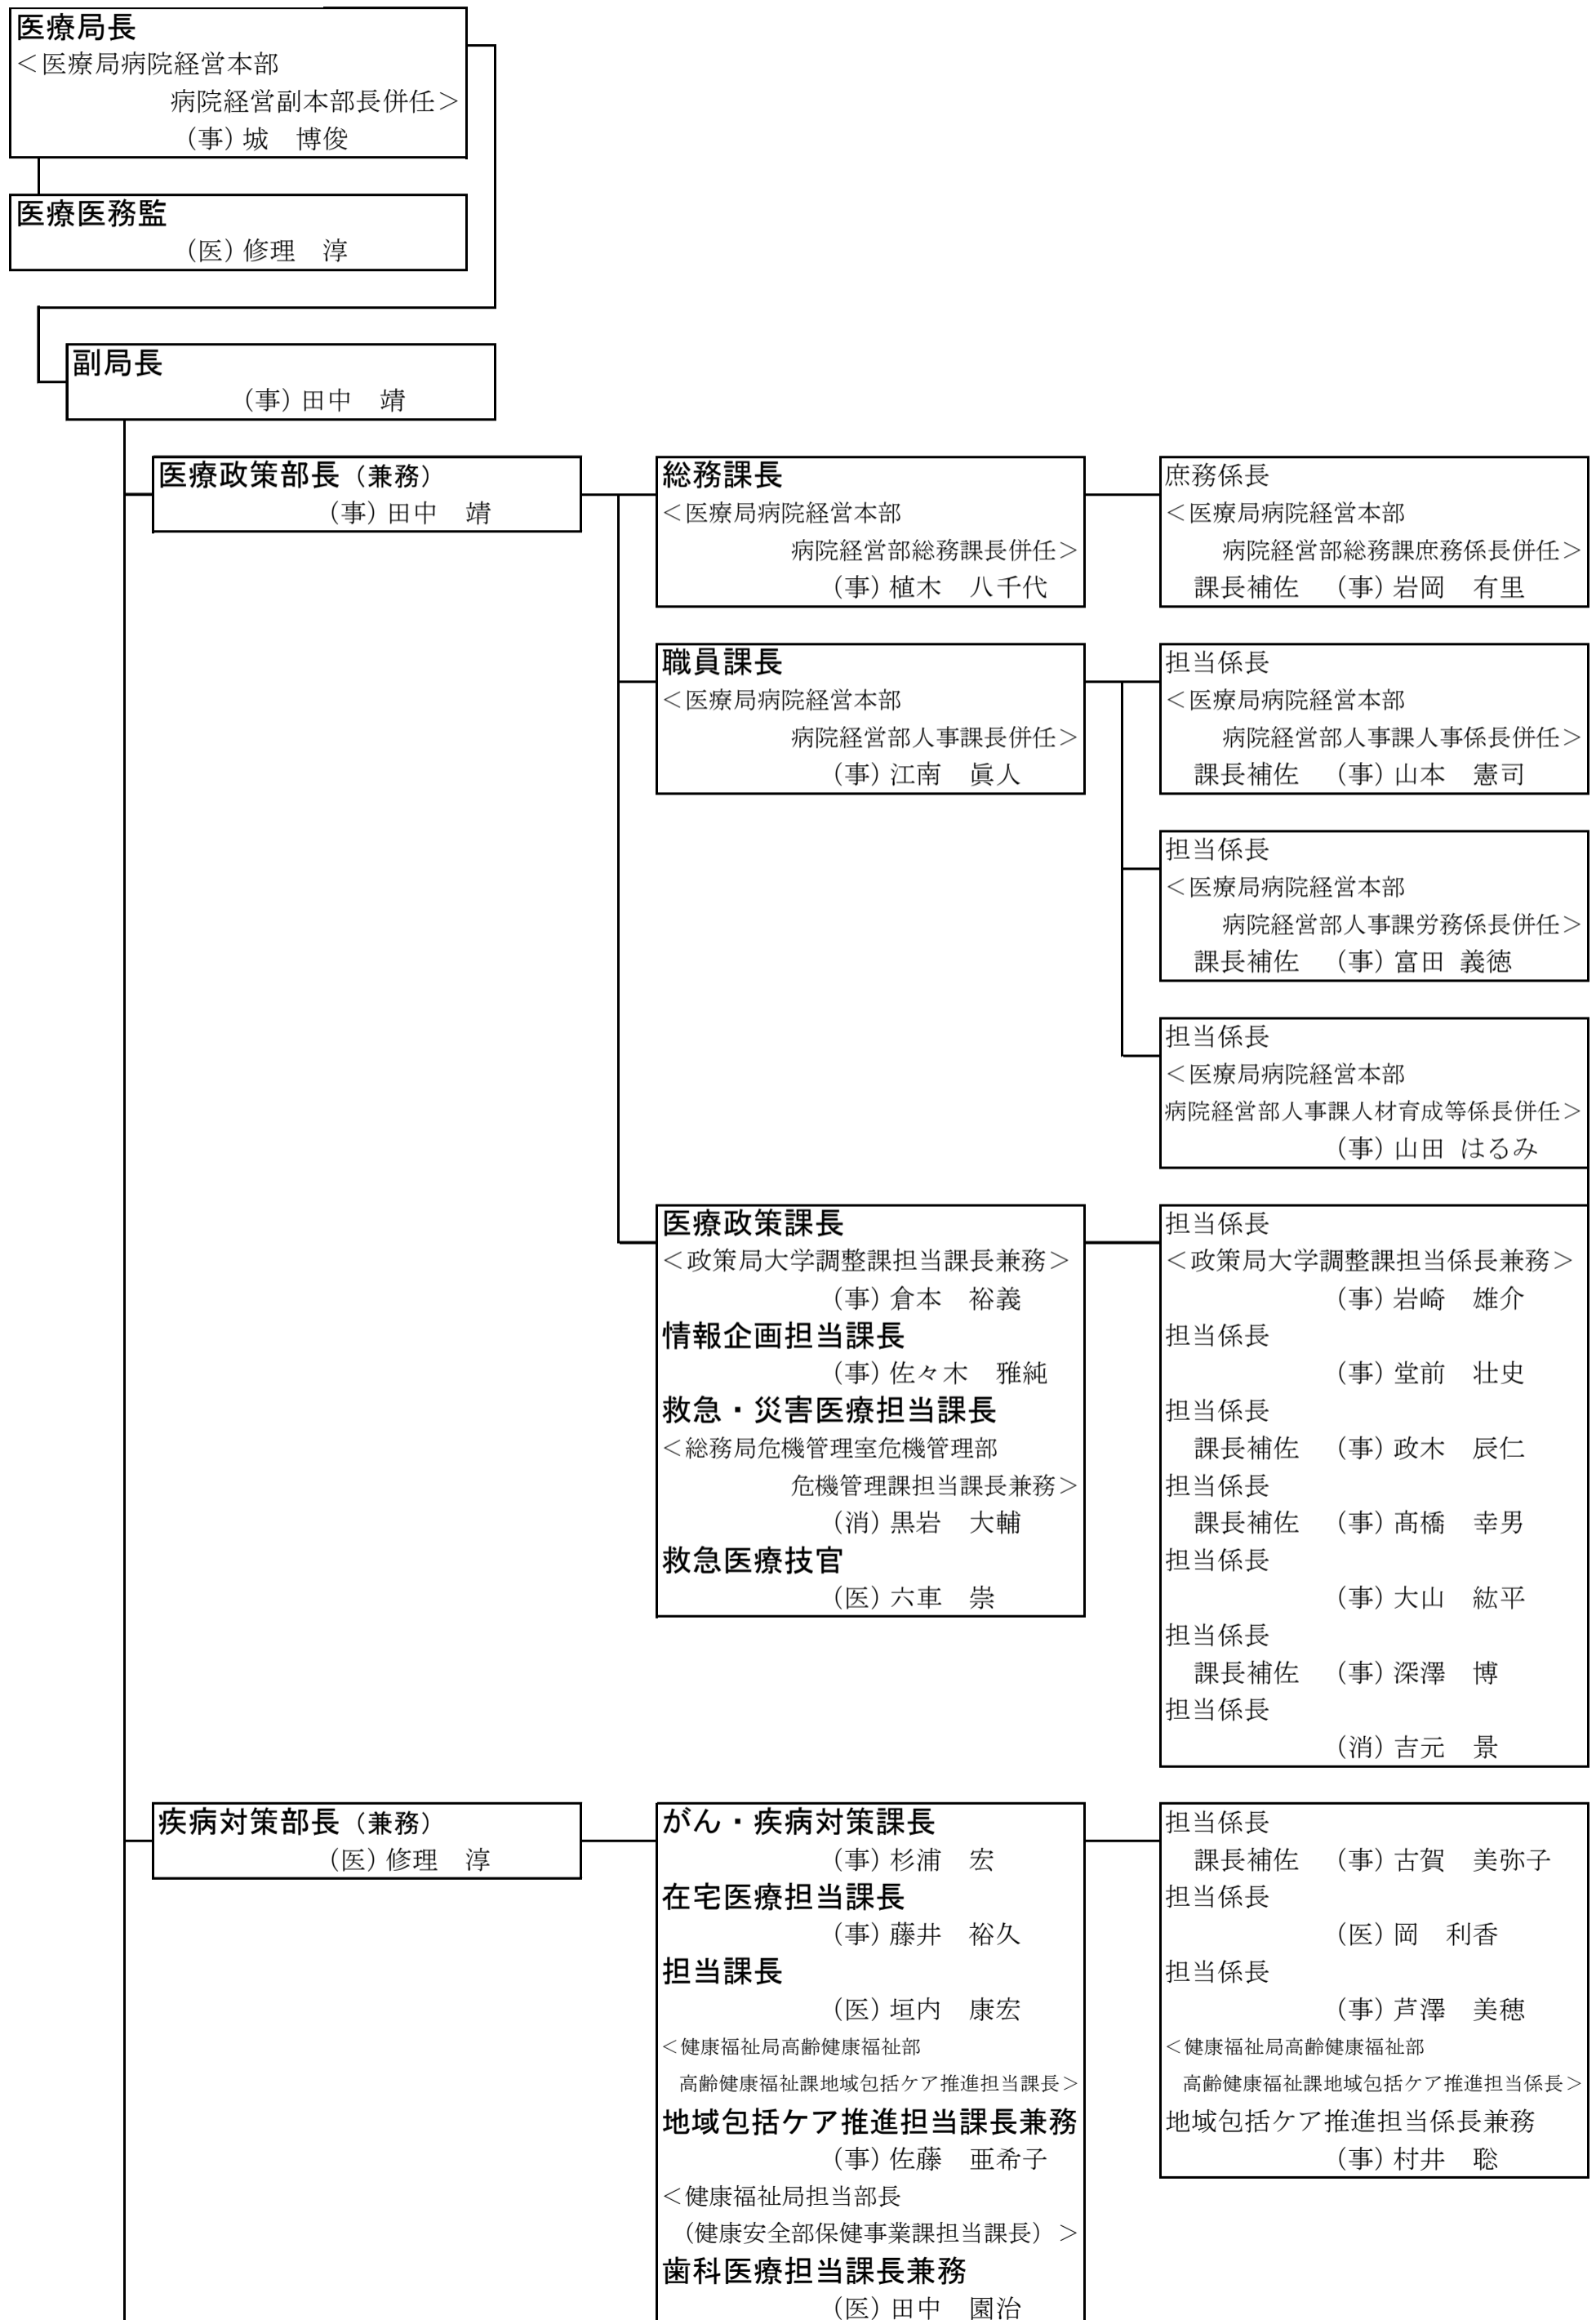 医療局長
＜医療局病院経営本部
病院経営副本部長併任＞
（事）城　博俊
医療医務監
（医）修理　淳
副局長
（事）田中　靖
医療政策部長（兼務）
（事）田中　靖
総務課長
＜医療局病院経営本部
病院経営部総務課長併任＞
（事）植木　八千代
庶務係長
＜医療局病院経営本部
病院経営部総務課庶務係長併任＞
課長補佐　（事）岩岡　有里
職員課長
＜医療局病院経営本部
病院経営部人事課長併任＞
（事）江南　眞人
担当係長
＜医療局病院経営本部
病院経営部人事課人事係長併任＞
課長補佐　（事）山本　憲司
担当係長
＜医療局病院経営本部
病院経営部人事課労務係長併任＞
課長補佐　（事）富田 義徳
担当係長
＜医療局病院経営本部
病院経営部人事課人材育成等係長併任＞
（事）山田 はるみ
医療政策課長
＜政策局大学調整課担当課長兼務＞
（事）倉本　裕義
情報企画担当課長
（事）佐々木　雅純
救急・災害医療担当課長
＜総務局危機管理室危機管理部
危機管理課担当課長兼務＞
（消）黒岩　大輔
救急医療技官
（医）六車　崇
担当係長
＜政策局大学調整課担当係長兼務＞
（事）岩崎　雄介
担当係長
（事）堂前　壮史
担当係長
課長補佐　（事）政木　辰仁
担当係長
課長補佐　（事）髙橋　幸男
担当係長
（事）大山　紘平
担当係長
課長補佐　（事）深澤　博
担当係長
（消）吉元　景
疾病対策部長（兼務）
（医）修理　淳
がん・疾病対策課長
（事）杉浦　宏
在宅医療担当課長
（事）藤井　裕久
担当課長
（医）垣内　康宏
＜健康福祉局高齢健康福祉部
高齢健康福祉課地域包括ケア推進担当課長＞
地域包括ケア推進担当課長兼務
（事）佐藤　亜希子
＜健康福祉局担当部長
（健康安全部保健事業課担当課長）＞
歯科医療担当課長兼務
（医）田中　園治
担当係長
課長補佐　（事）古賀　美弥子
担当係長
（医）岡　利香
担当係長
（事）芦澤　美穂
＜健康福祉局高齢健康福祉部
高齢健康福祉課地域包括ケア推進担当係長＞
地域包括ケア推進担当係長兼務
（事）村井　聡